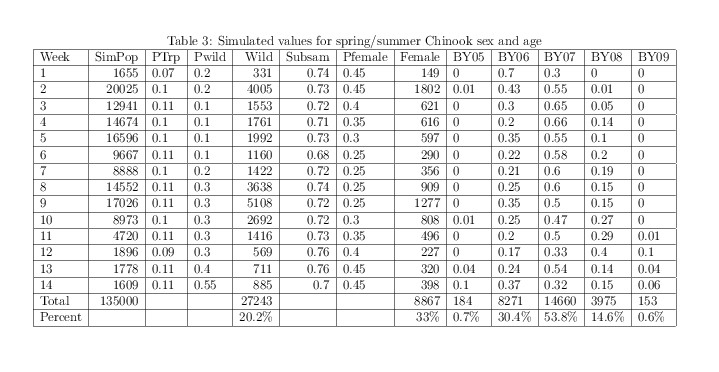 Table 3: Simulated values for spring/summer Chinook sex and age
Week SimPop PTrp Pwild Wild Subsam Pfemale Female BY05 BY06 BY07 BY08 BY09
1 1655 0.07 0.2 331 0.74 0.45 149 0 0.7 0.3 0 0
2 20025 0.1 0.2 4005 0.73 0.45 1802 0.01 0.43 0.55 0.01 0
3 12941 0.11 0.1 1553 0.72 0.4 621 0 0.3 0.65 0.05 0
4 14674 0.1 0.1 1761 0.71 0.35 616 0 0.2 0.66 0.14 0
5 16596 0.1 0.1 1992 0.73 0.3 597 0 0.35 0.55 0.1 0
6 9667 0.11 0.1 1160 0.68 0.25 290 0 0.22 0.58 0.2 0
7 8888 0.1 0.2 1422 0.72 0.25 356 0 0.21 0.6 0.19 0
8 14552 0.11 0.3 3638 0.74 0.25 909 0 0.25 0.6 0.15 0
9 17026 0.11 0.3 5108 0.72 0.25 1277 0 0.35 0.5 0.15 0
10 8973 0.1 0.3 2692 0.72 0.3 808 0.01 0.25 0.47 0.27 0
11 4720 0.11 0.3 1416 0.73 0.35 496 0 0.2 0.5 0.29 0.01
12 1896 0.09 0.3 569 0.76 0.4 227 0 0.17 0.33 0.4 0.1
13 1778 0.11 0.4 711 0.76 0.45 320 0.04 0.24 0.54 0.14 0.04
14 1609 0.11 0.55 885 0.7 0.45 398 0.1 0.37 0.32 0.15 0.06
Total 135000 27243 8867 184 8271 14660 3975 153
Percent 20.2% 33% 0.7% 30.4% 53.8% 14.6% 0.6%